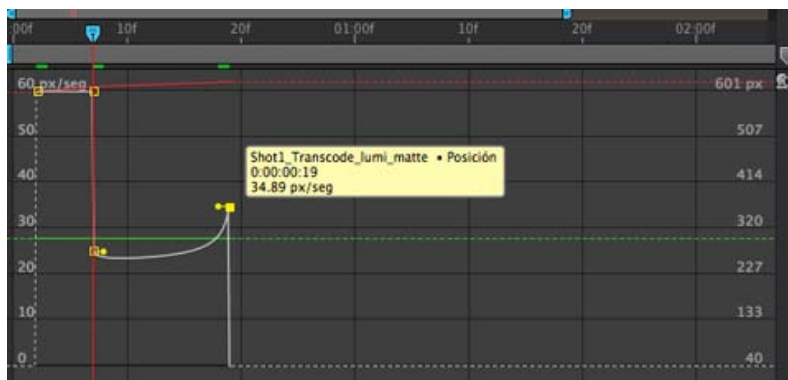 00f 10f 20f 01:00f 10f 20f 02:00f
60 px/seg 601 px
50 507
40 414
30 320
20 227
10 133
0 40
Shot1_Transcode_lumi_matte • Posición
0:00:00:19
34.89 px/seg